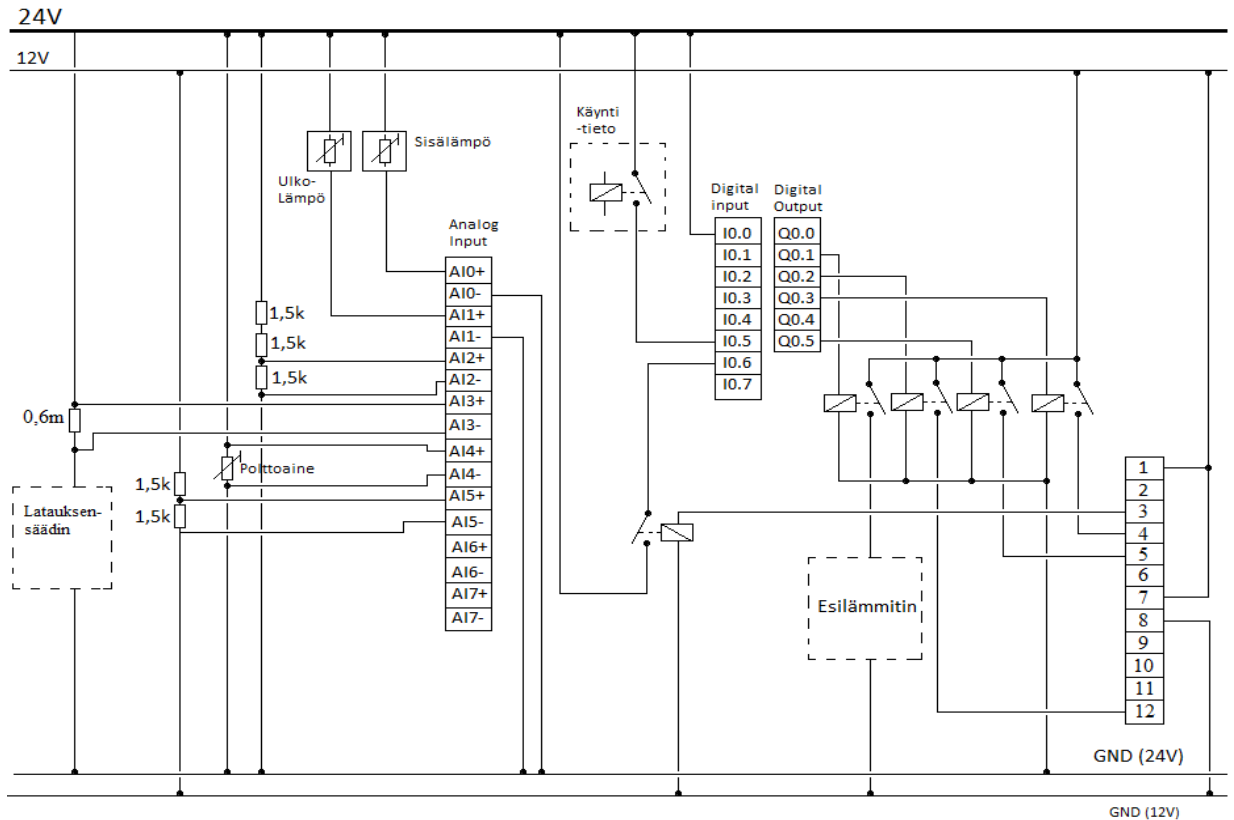 24V
12V
Käynti
-tieto
Sisälämpö
Ulko-
Lämpö
Digital
input
Digital
Output
Analog
Input
I0.0
I0.1
I0.2
I0.3
I0.4
I0.5
I0.6
I0.7
Q0.0
Q0.1
Q0.2
Q0.3
Q0.4
Q0.5
AI0+
AI0-
AI1+
AI1-
AI2+
AI2-
AI3+
AI3-
AI4+
AI4-
AI5+
AI5-
AI6+
AI6-
AI7+
AI7-
1,5k
1,5k
1,5k
0,6m
Polttoaine
1,5k
1,5k
Latauksen-
säädin
Esilämmitin
1
2
3
4
5
6
7
8
9
10
11
12
GND (24V)
GND (12V)